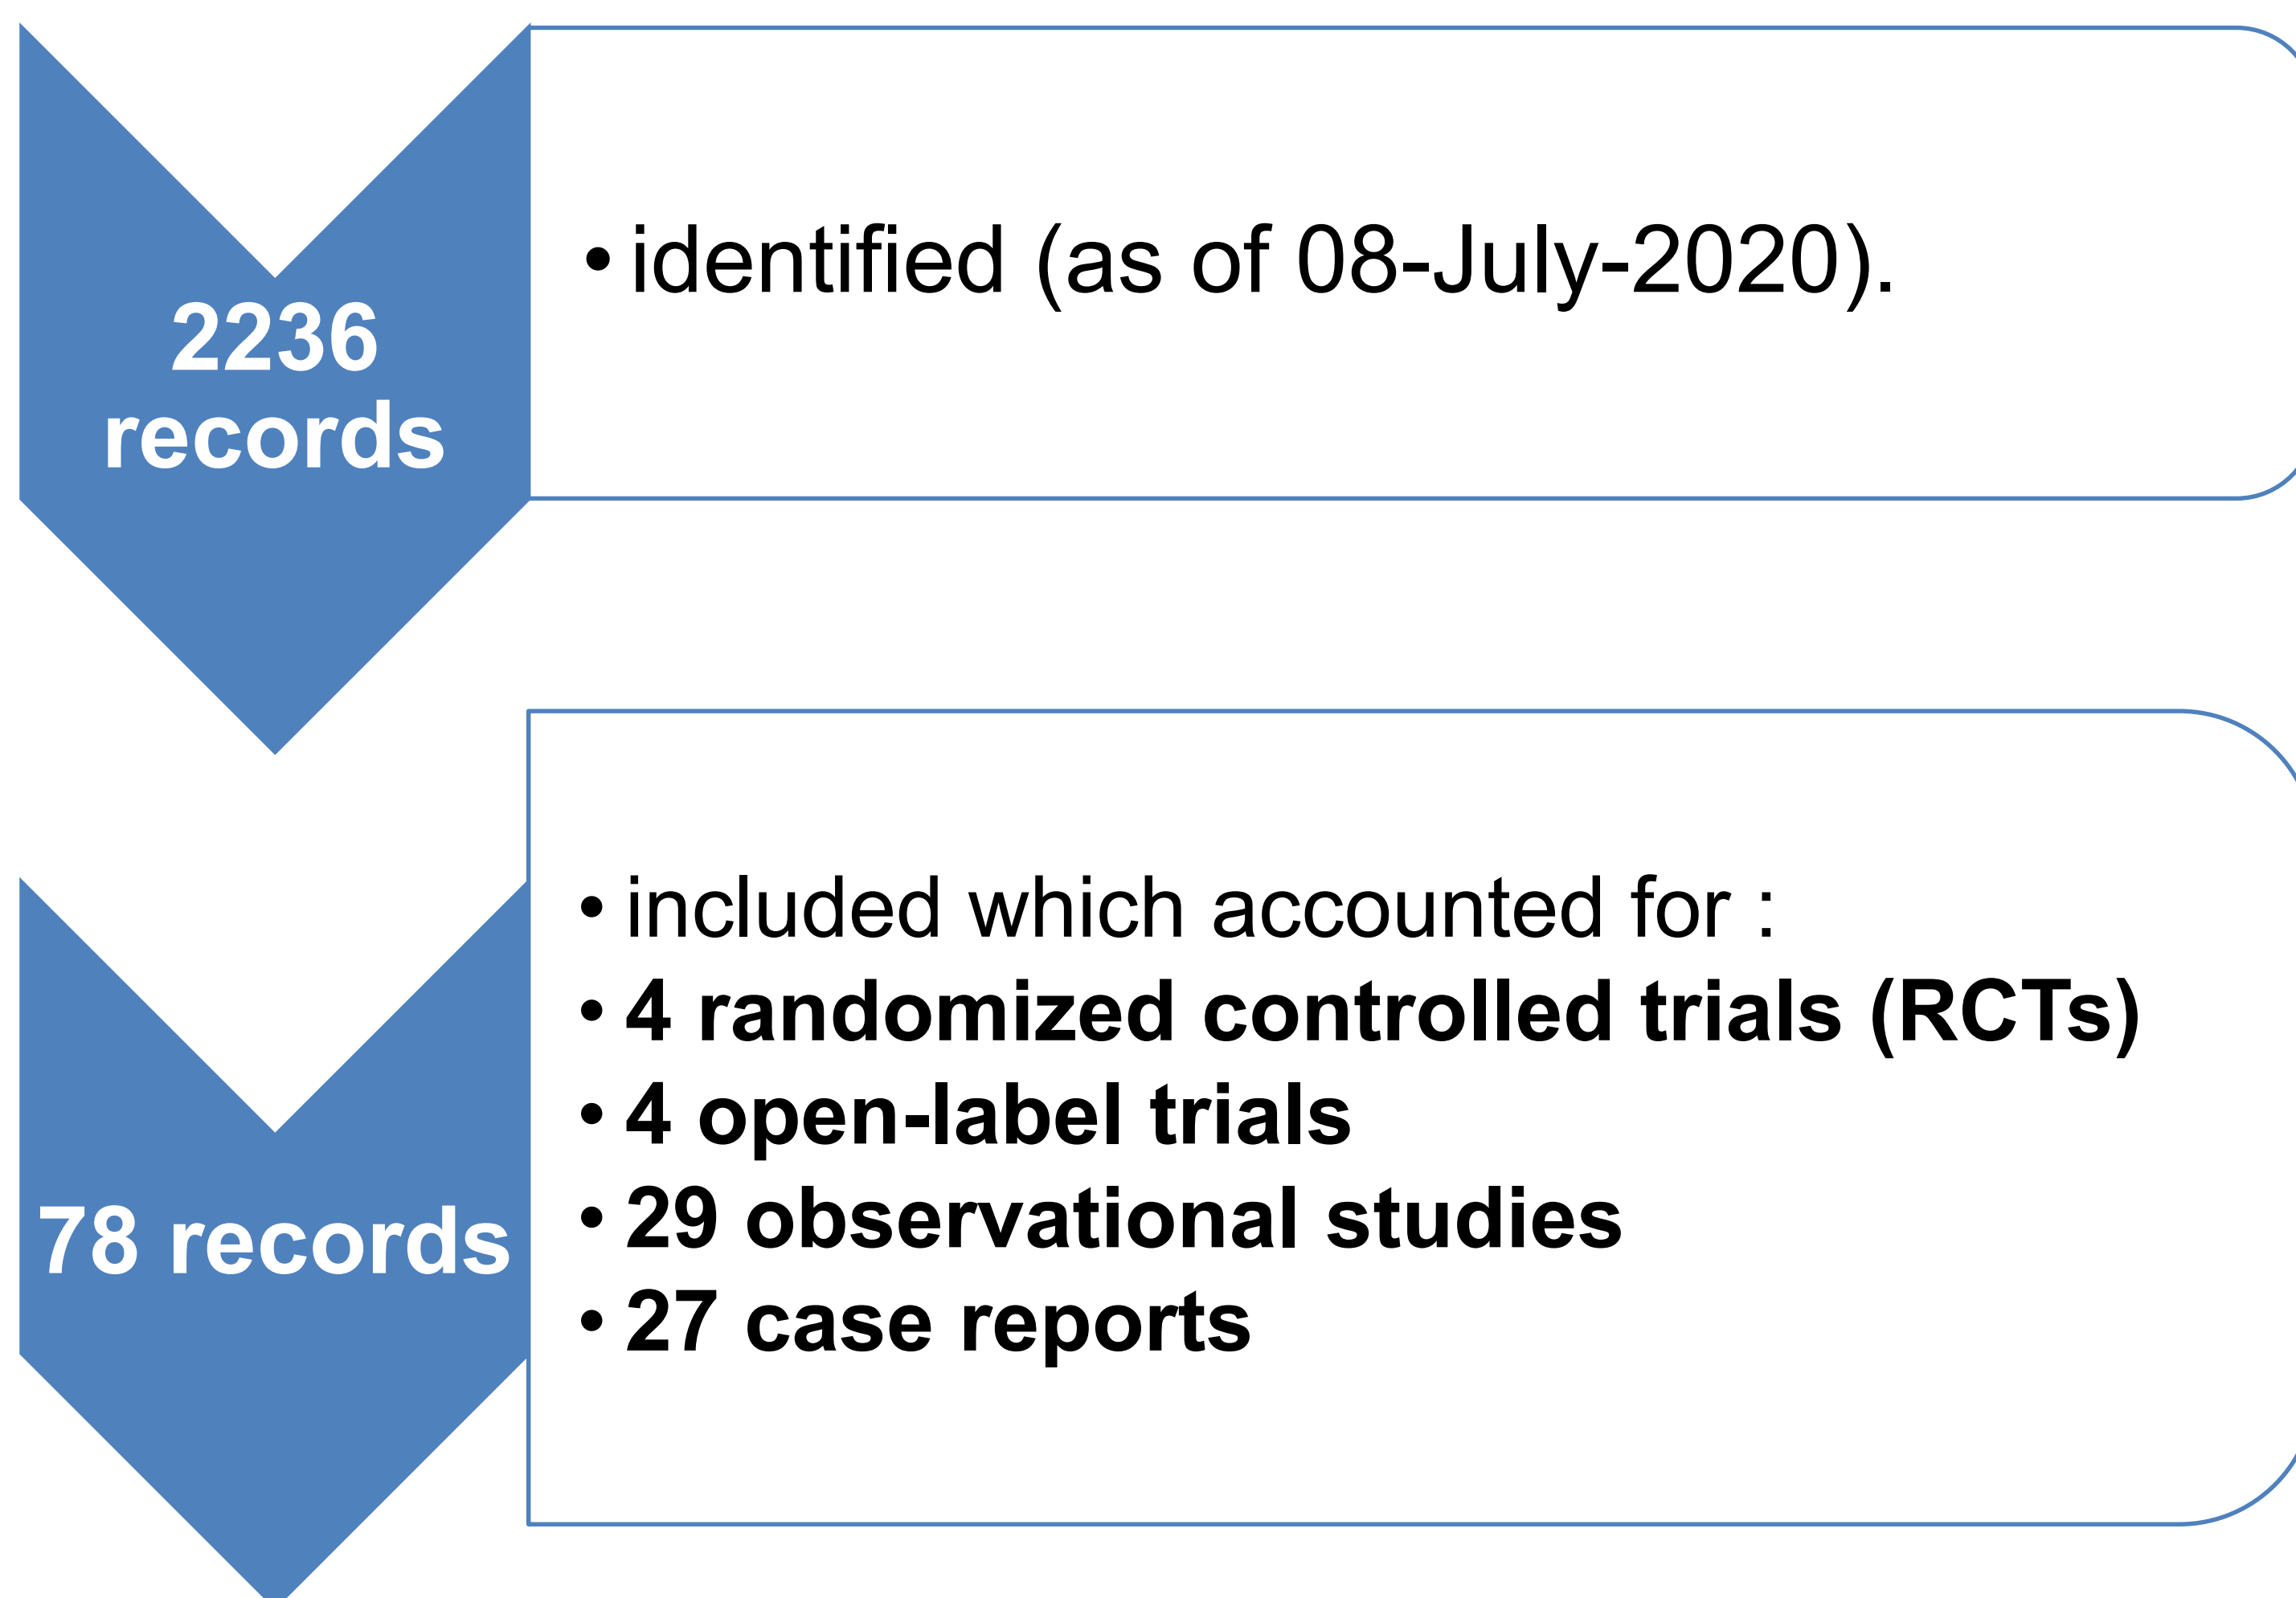 2236
records
• identified (as of 08-July-2020).
78 records
• included which accounted for :
• 4 randomized controlled trials (RCTs)
• 4 open-label trials
• 29 observational studies
• 27 case reports